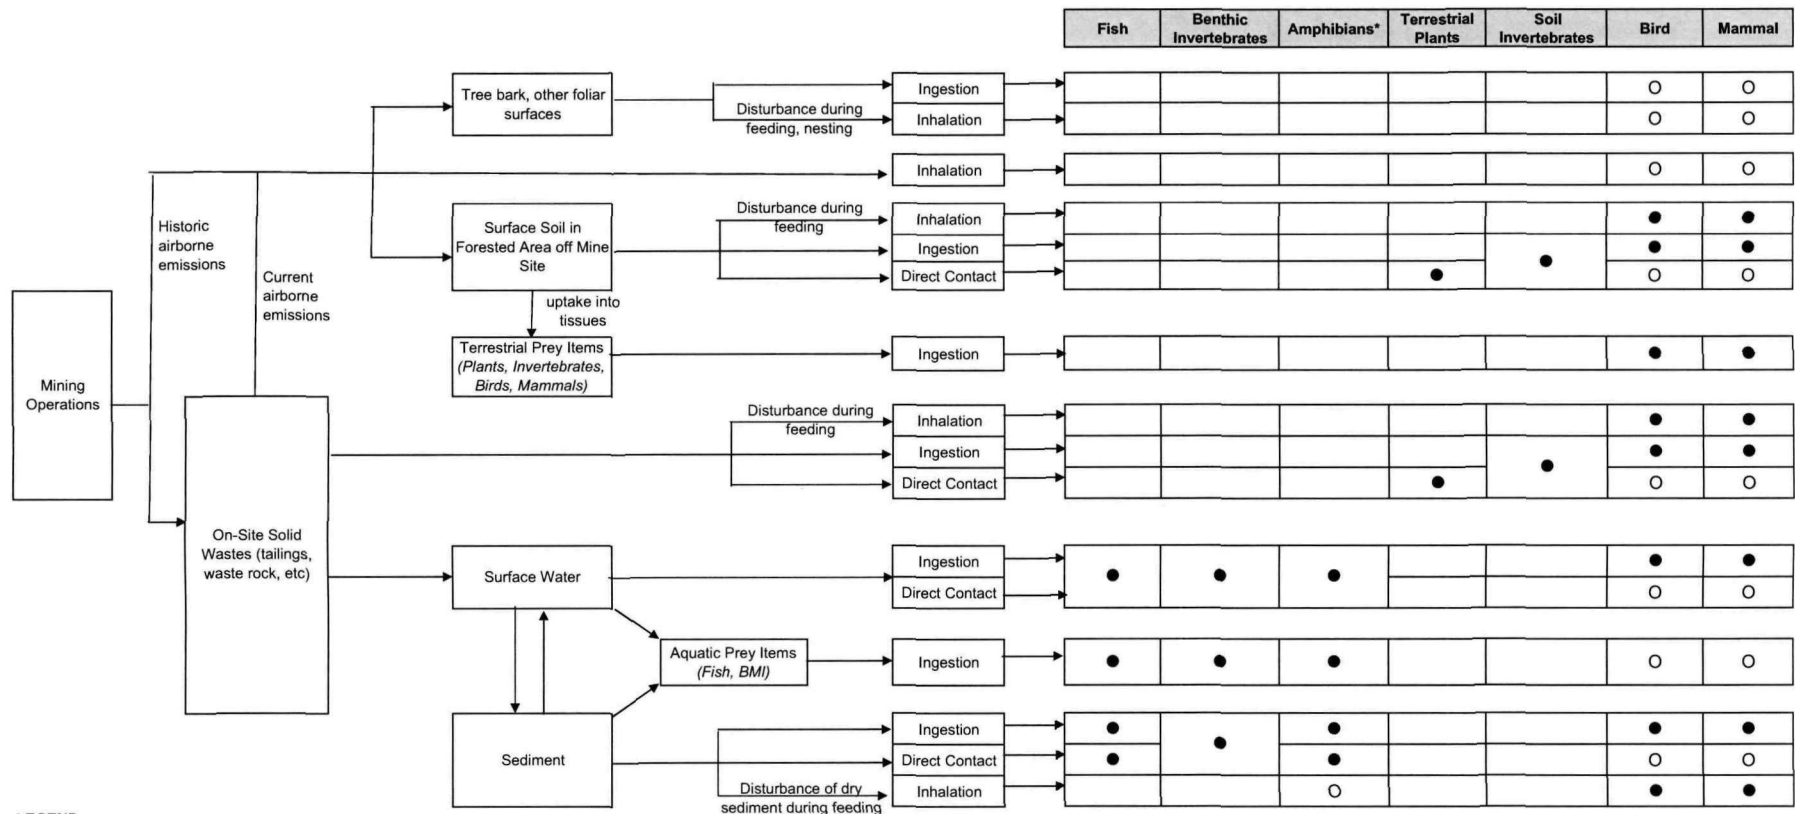 Fish
Benthic
Invertebrates
Amphibians*
Terrestrial
Plants
Soil
Invertebrates
Bird
Mammal
Tree bark, other foliar
surfaces
Disturbance during
feeding, nesting
Ingestion
Inhalation
Inhalation
Historic
airborne
emissions
Current
airborne
emissions
Surface Soil in
Forested Area off Mine
Site
Disturbance during
feeding
Inhalation
Ingestion
Direct Contact
uptake into
tissues
Terrestrial Prey Items
(Plants, Invertebrates,
Birds, Mammals)
Ingestion
Mining
Operations
Disturbance during
feeding
Inhalation
Ingestion
Direct Contact
On-Site Solid
Wastes (tailings,
waste rock, etc)
Surface Water
Ingestion
Direct Contact
Aquatic Prey Items
(Fish, BMI)
Ingestion
Sediment
Ingestion
Direct Contact
Inhalation
Disturbance of dry
sediment during feeding